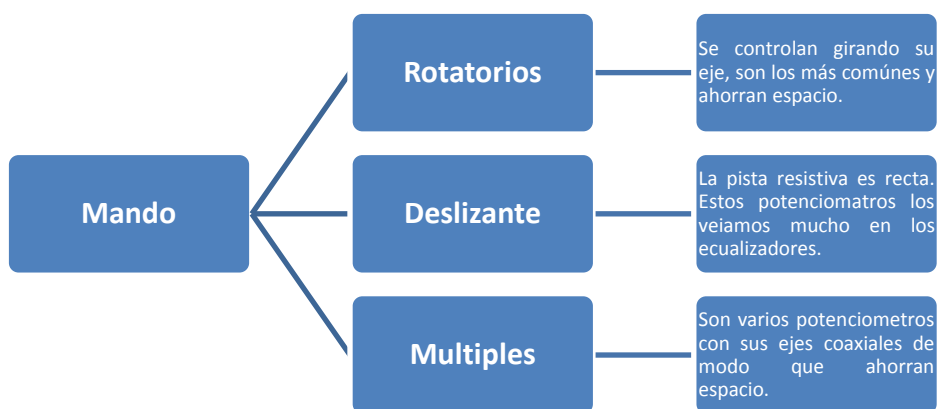 Mando
Rotatorios
Se controlan girando su
eje, son los más comúnes y
ahorran espacio.
Deslizante
La pista resistiva es recta.
Estos potenciomatros los
veiamos mucho en los
ecualizadores.
Multiples
Son varios potenciometros
con sus ejes coaxiales de
modo que ahorran
espacio.